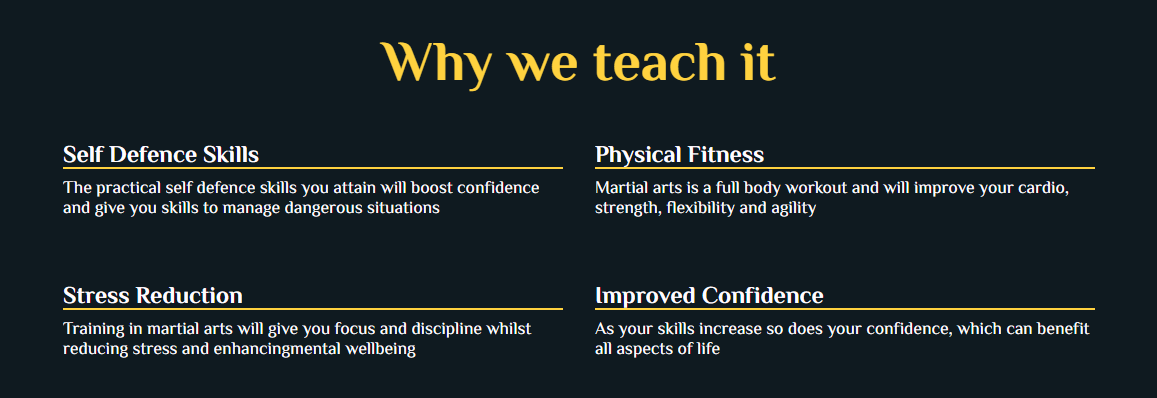 Why we teach it
Self Defence Skills
The practical self defence skills you attain will boost confidence
and give you skills to manage dangerous situations
Physical Fitness
Martial arts is a full body workout and will improve your cardio,
strength, flexibility and agility
Stress Reduction
Training in martial arts will give you focus and discipline whilst
reducing stress and enhancingmental wellbeing
Improved Confidence
As your skills increase so does your confidence, which can benefit
all aspects of life